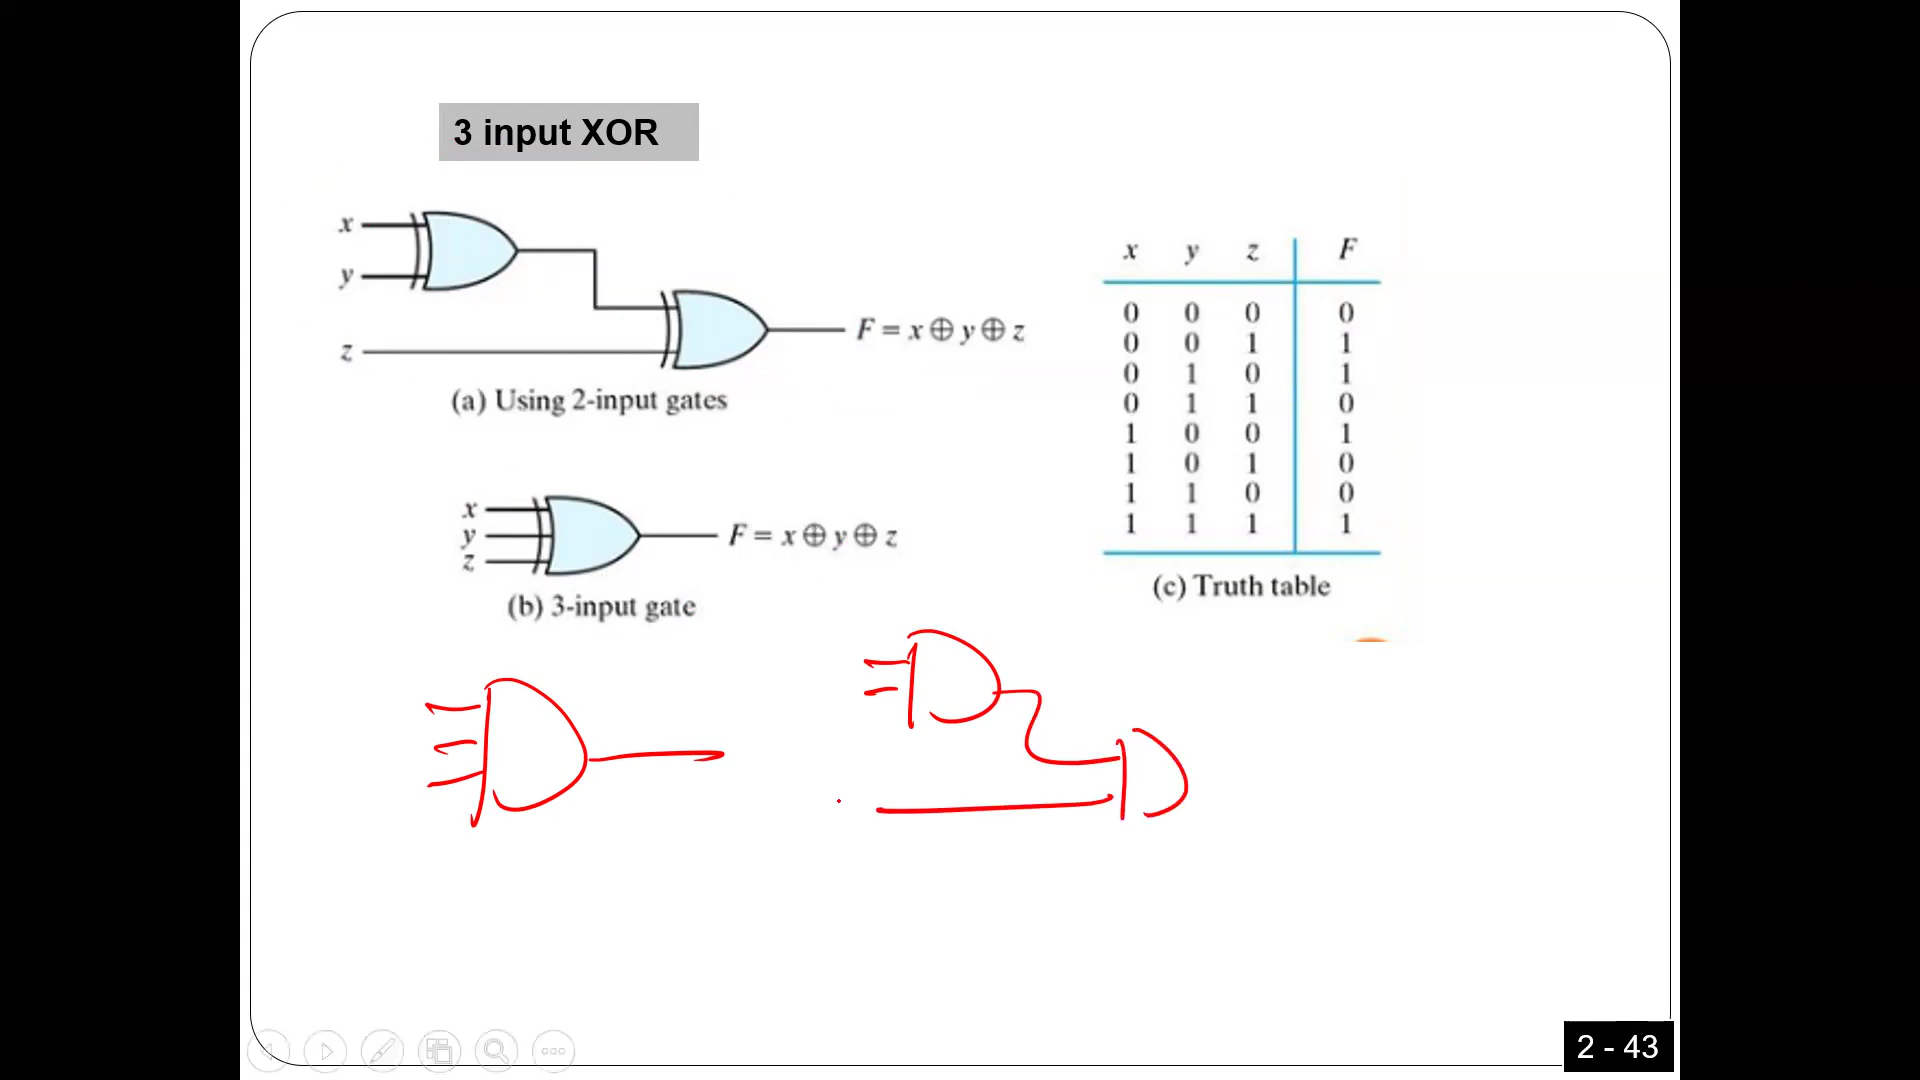 3 input XOR
x
y
z
F = x ⊕ y ⊕ z
(a) Using 2-input gates
x
y
z
F = x ⊕ y ⊕ z
(b) 3-input gate
x y z F
0 0 0 0
0 0 1 1
0 1 0 1
0 1 1 0
1 0 0 1
1 0 1 0
1 1 0 0
1 1 1 1
(c) Truth table
2 - 43